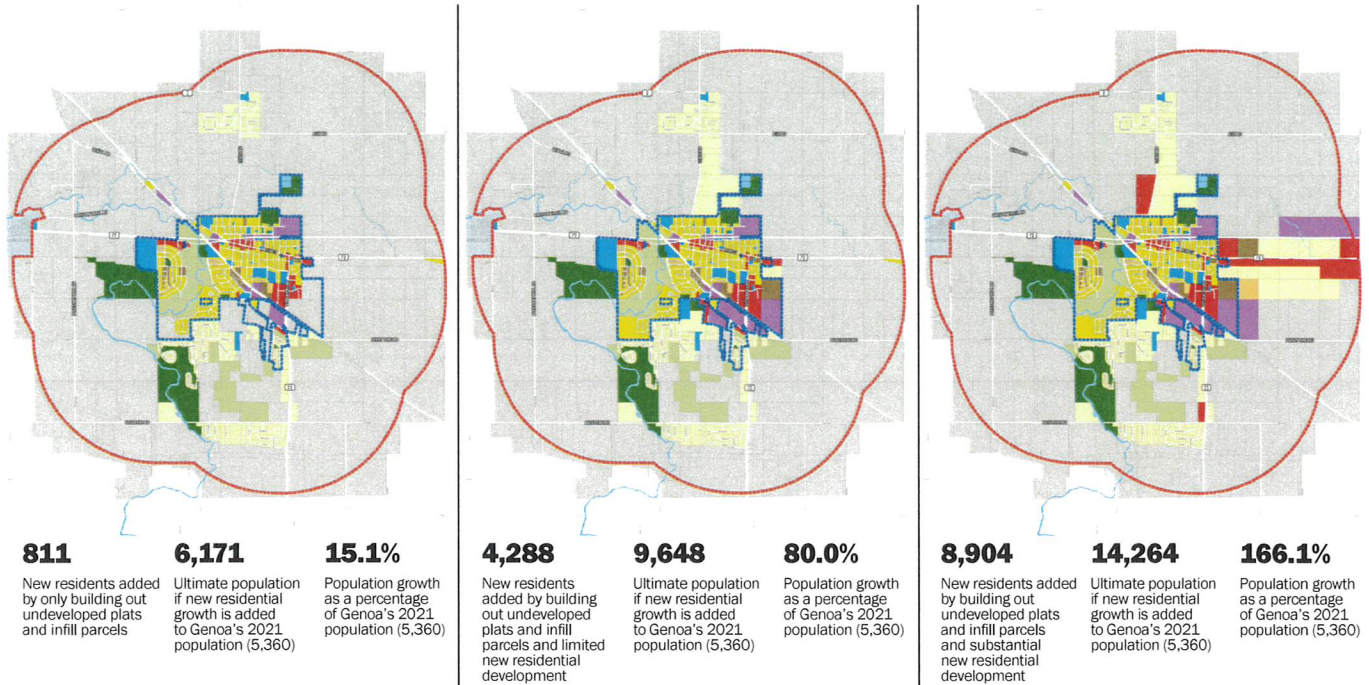 72
72
72
811
New residents added
by only building out
undeveloped plats
and infill parcels
6,171
Ultimate population
if new residential
growth is added
to Genoa's 2021
population (5,360)
15.1%
Population growth
as a percentage
of Genoa's 2021
population (5,360)
4,288
New residents
added by building
out undeveloped
plats and infill
parcels and limited
new residential
development
9,648
Ultimate population
if new residential
growth is added
to Genoa's 2021
population (5,360)
80.0%
Population growth
as a percentage
of Genoa's 2021
population (5,360)
8,904
New residents added
by building out
undeveloped plats
and infill parcels
and substantial
new residential
development
14,264
Ultimate population
if new residential
growth is added
to Genoa's 2021
population (5,360)
166.1%
Population growth
as a percentage
of Genoa's 2021
population (5,360)